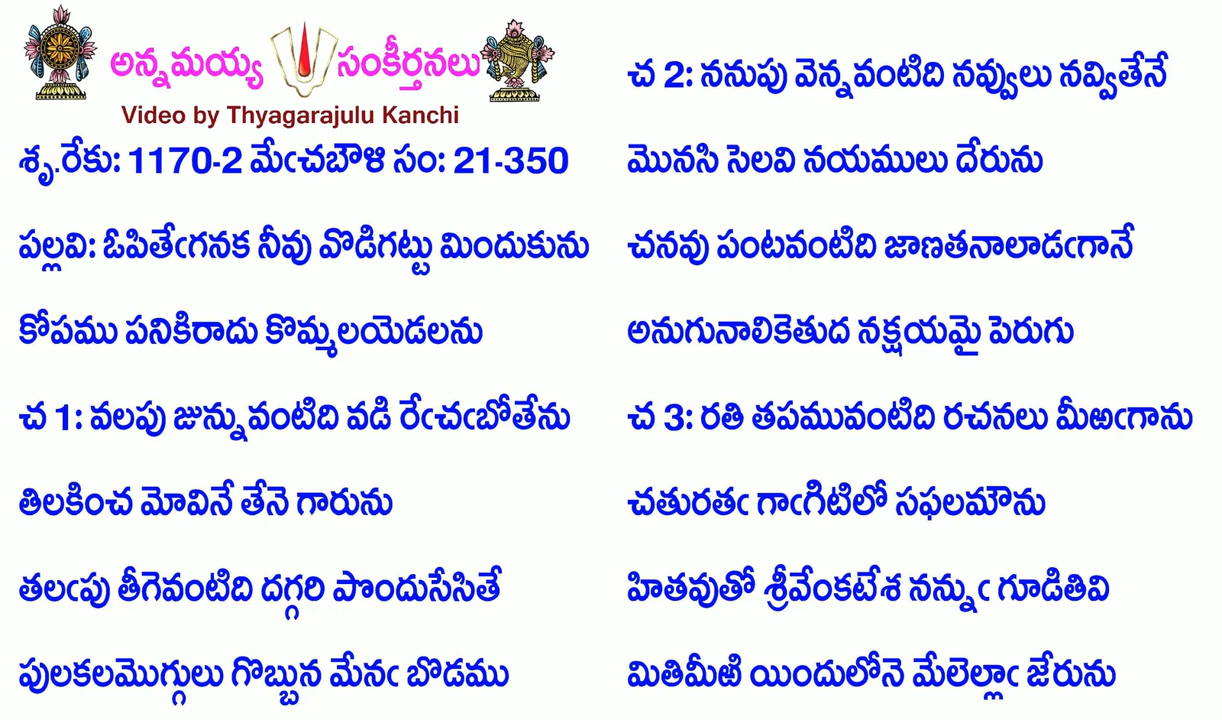 అన్నమయ్య సంకీర్తనలు
Video by Thyagarajulu Kanchi
శృ.రేకు: 1170-2 మేఁచబౌళి సం: 21-350
పల్లవి: ఓపితేఁగనక నీవు వొడిగట్టు మిందుకును
కోపము పనికిరాదు కొమ్మలయెడలను
చ 1: వలపు జున్నువంటిది వడి రేఁచఁబోతేను
తిలకించ మోవినే తేనె గారును
తలఁపు తీగెవంటిది దగ్గరి పొందుసేసితే
పులకలమొగ్గులు గొబ్బున మేనఁ బొడము
చ 2: ననుపు వెన్నవంటిది నవ్వులు నవ్వితేనే
మొనసి సెలవి నయములు దేరును
చనవు పంటవంటిది జాణతనాలాడఁగానే
అనుగునాలికెతుద నక్షయమై పెరుగు
చ 3: రతి తపమువంటిది రచనలు మీఱఁగాను
చతురతఁ గాఁగిటిలో సఫలమౌను
హితవుతో శ్రీవేంకటేశ నన్నుఁ గూడితివి
మితిమీఱి యిందులోనె మేలెల్లాఁ జేరును